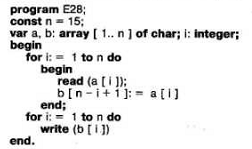 program E28;
const n = 15;
var a, b: array [ 1.. n ] of char; i: integer;
begin
for i: = 1 to n do
begin
read (a [ i ]);
b [ n – i + 1 ]: = a [ i ]
end;
for i: = 1 to n do
write (b [ i ])
end.